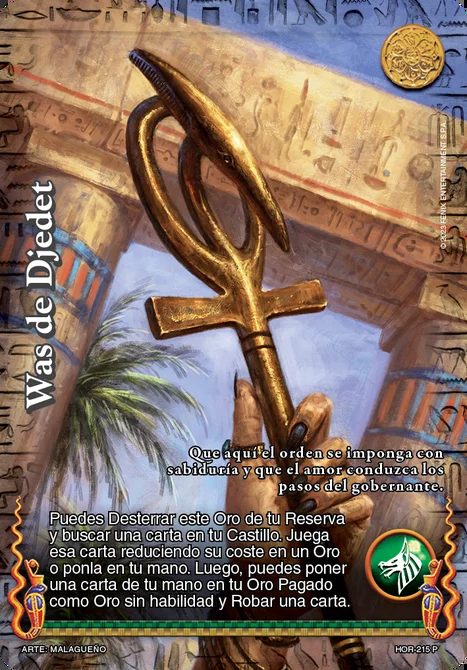 © 2023 FENIX ENTERTAINMENT S.P.A.
Was de Djedet
Que aquí el orden se imponga con
sabiduría y que el amor conduzca los
pasos del gobernante.
Puedes Desterrar este Oro de tu Reserva
y buscar una carta en tu Castillo. Juega
esa carta reduciendo su coste en un Oro
o ponla en tu mano. Luego, puedes poner
una carta de tu mano en tu Oro Pagado
como Oro sin habilidad y Robar una carta.
ARTE: MALAGUEÑO
HOR-215 P